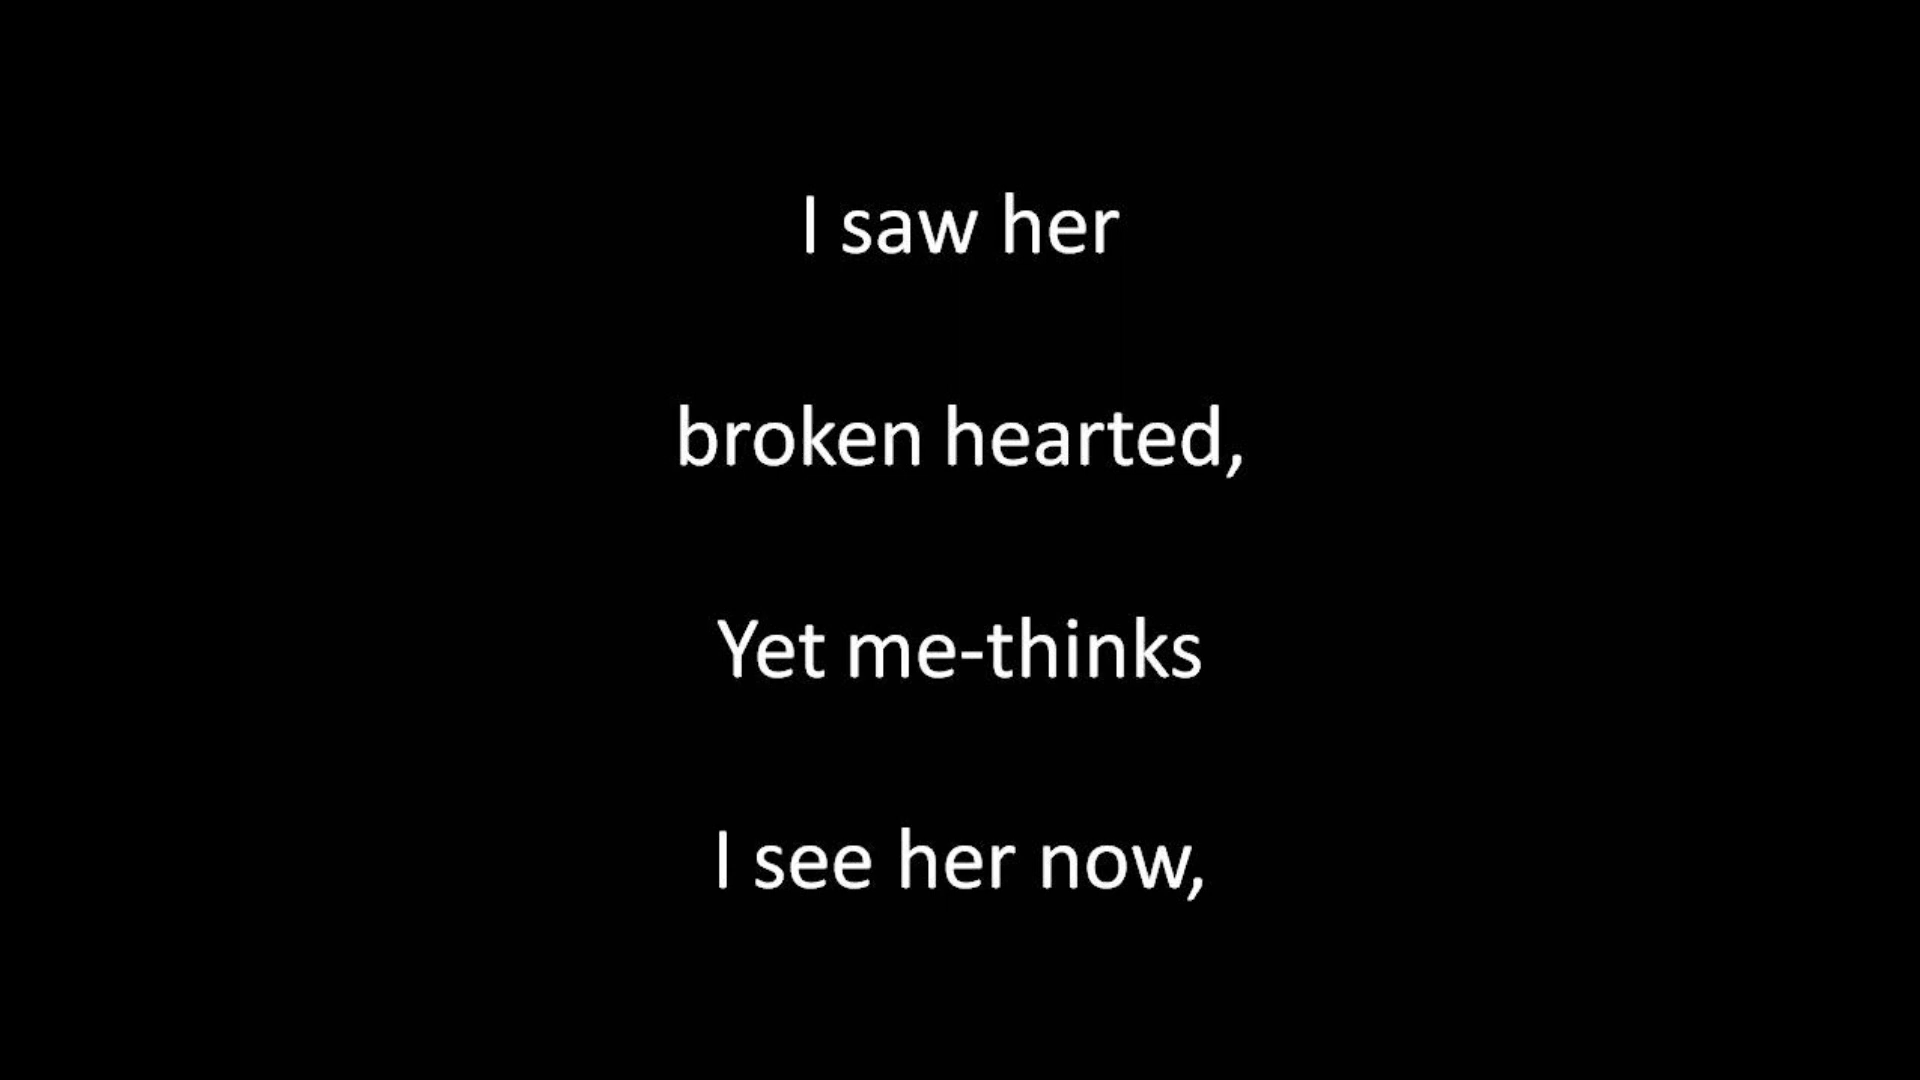 I saw her
broken hearted,
Yet me-thinks
I see her now,